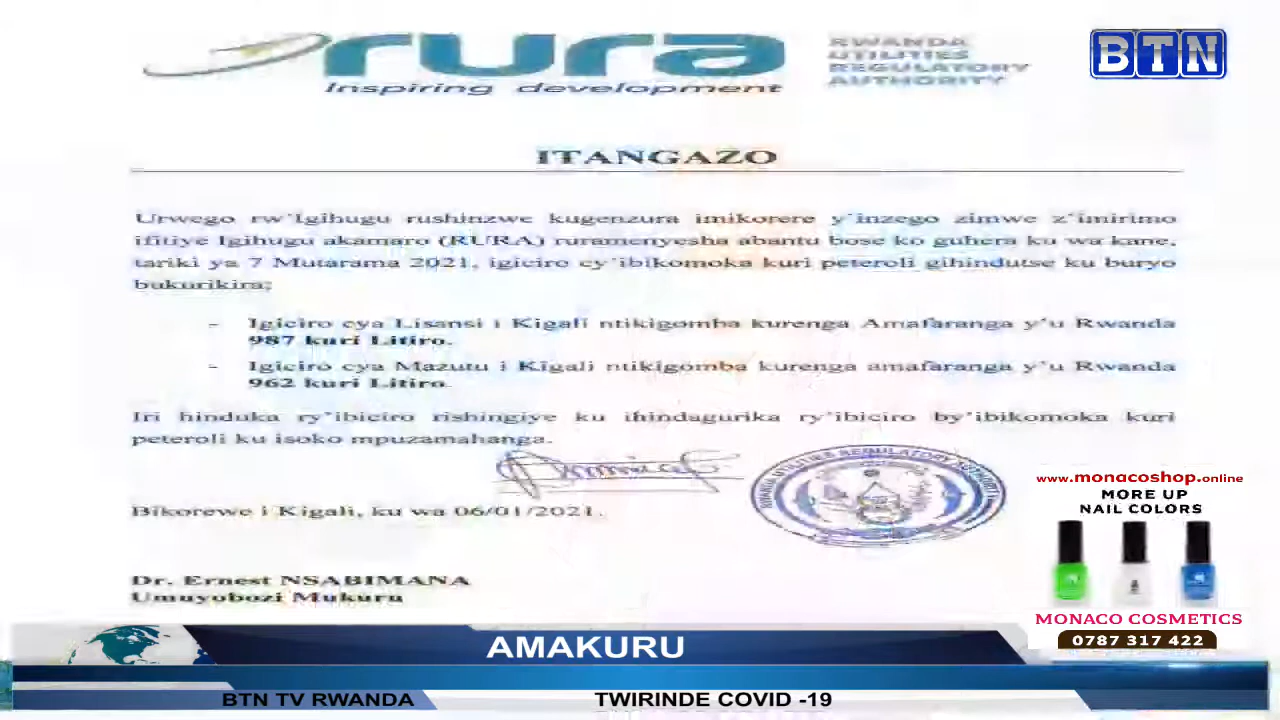 rura
Inspiring development
RWANDA
UTILITIES
REGULATORY
AUTHORITY
BTN
ITANGAZO
Urwego rw'Igihugu rushinzwe kugenzura imikorere y'inzego zimwe z'imirimo
ifitiye Igihugu akamaro (RURA) ruramenyesha abantu bose ko guhera ku wa kane,
tariki ya 7 Mutarama 2021, igiciro cy'ibikomoka kuri peteroli gihindutse ku buryo
bukurikira;
- Igiciro cya Lisansi i Kigali ntikigomba kurenga Amafaranga y'u Rwanda
987 kuri Litiro.
- Igiciro cya Mazutu i Kigali ntikigomba kurenga amafaranga y'u Rwanda
962 kuri Litiro.
Iri hinduka ry'ibiciro rishingiye ku ihindagurika ry'ibiciro by'ibikomoka kuri
peteroli ku isoko mpuzamahanga.
RWANDA UTILITIES REGULATORY AUTHORITY
Bikorewe i Kigali, ku wa 06/01/2021.
Dr. Ernest NSABIMANA
Umuyobozi Mukuru
www.monacoshop.online
MORE UP
NAIL COLORS
MONACO COSMETICS
0787 317 422
AMAKURU
BTN TV RWANDA
TWIRINDE COVID -19